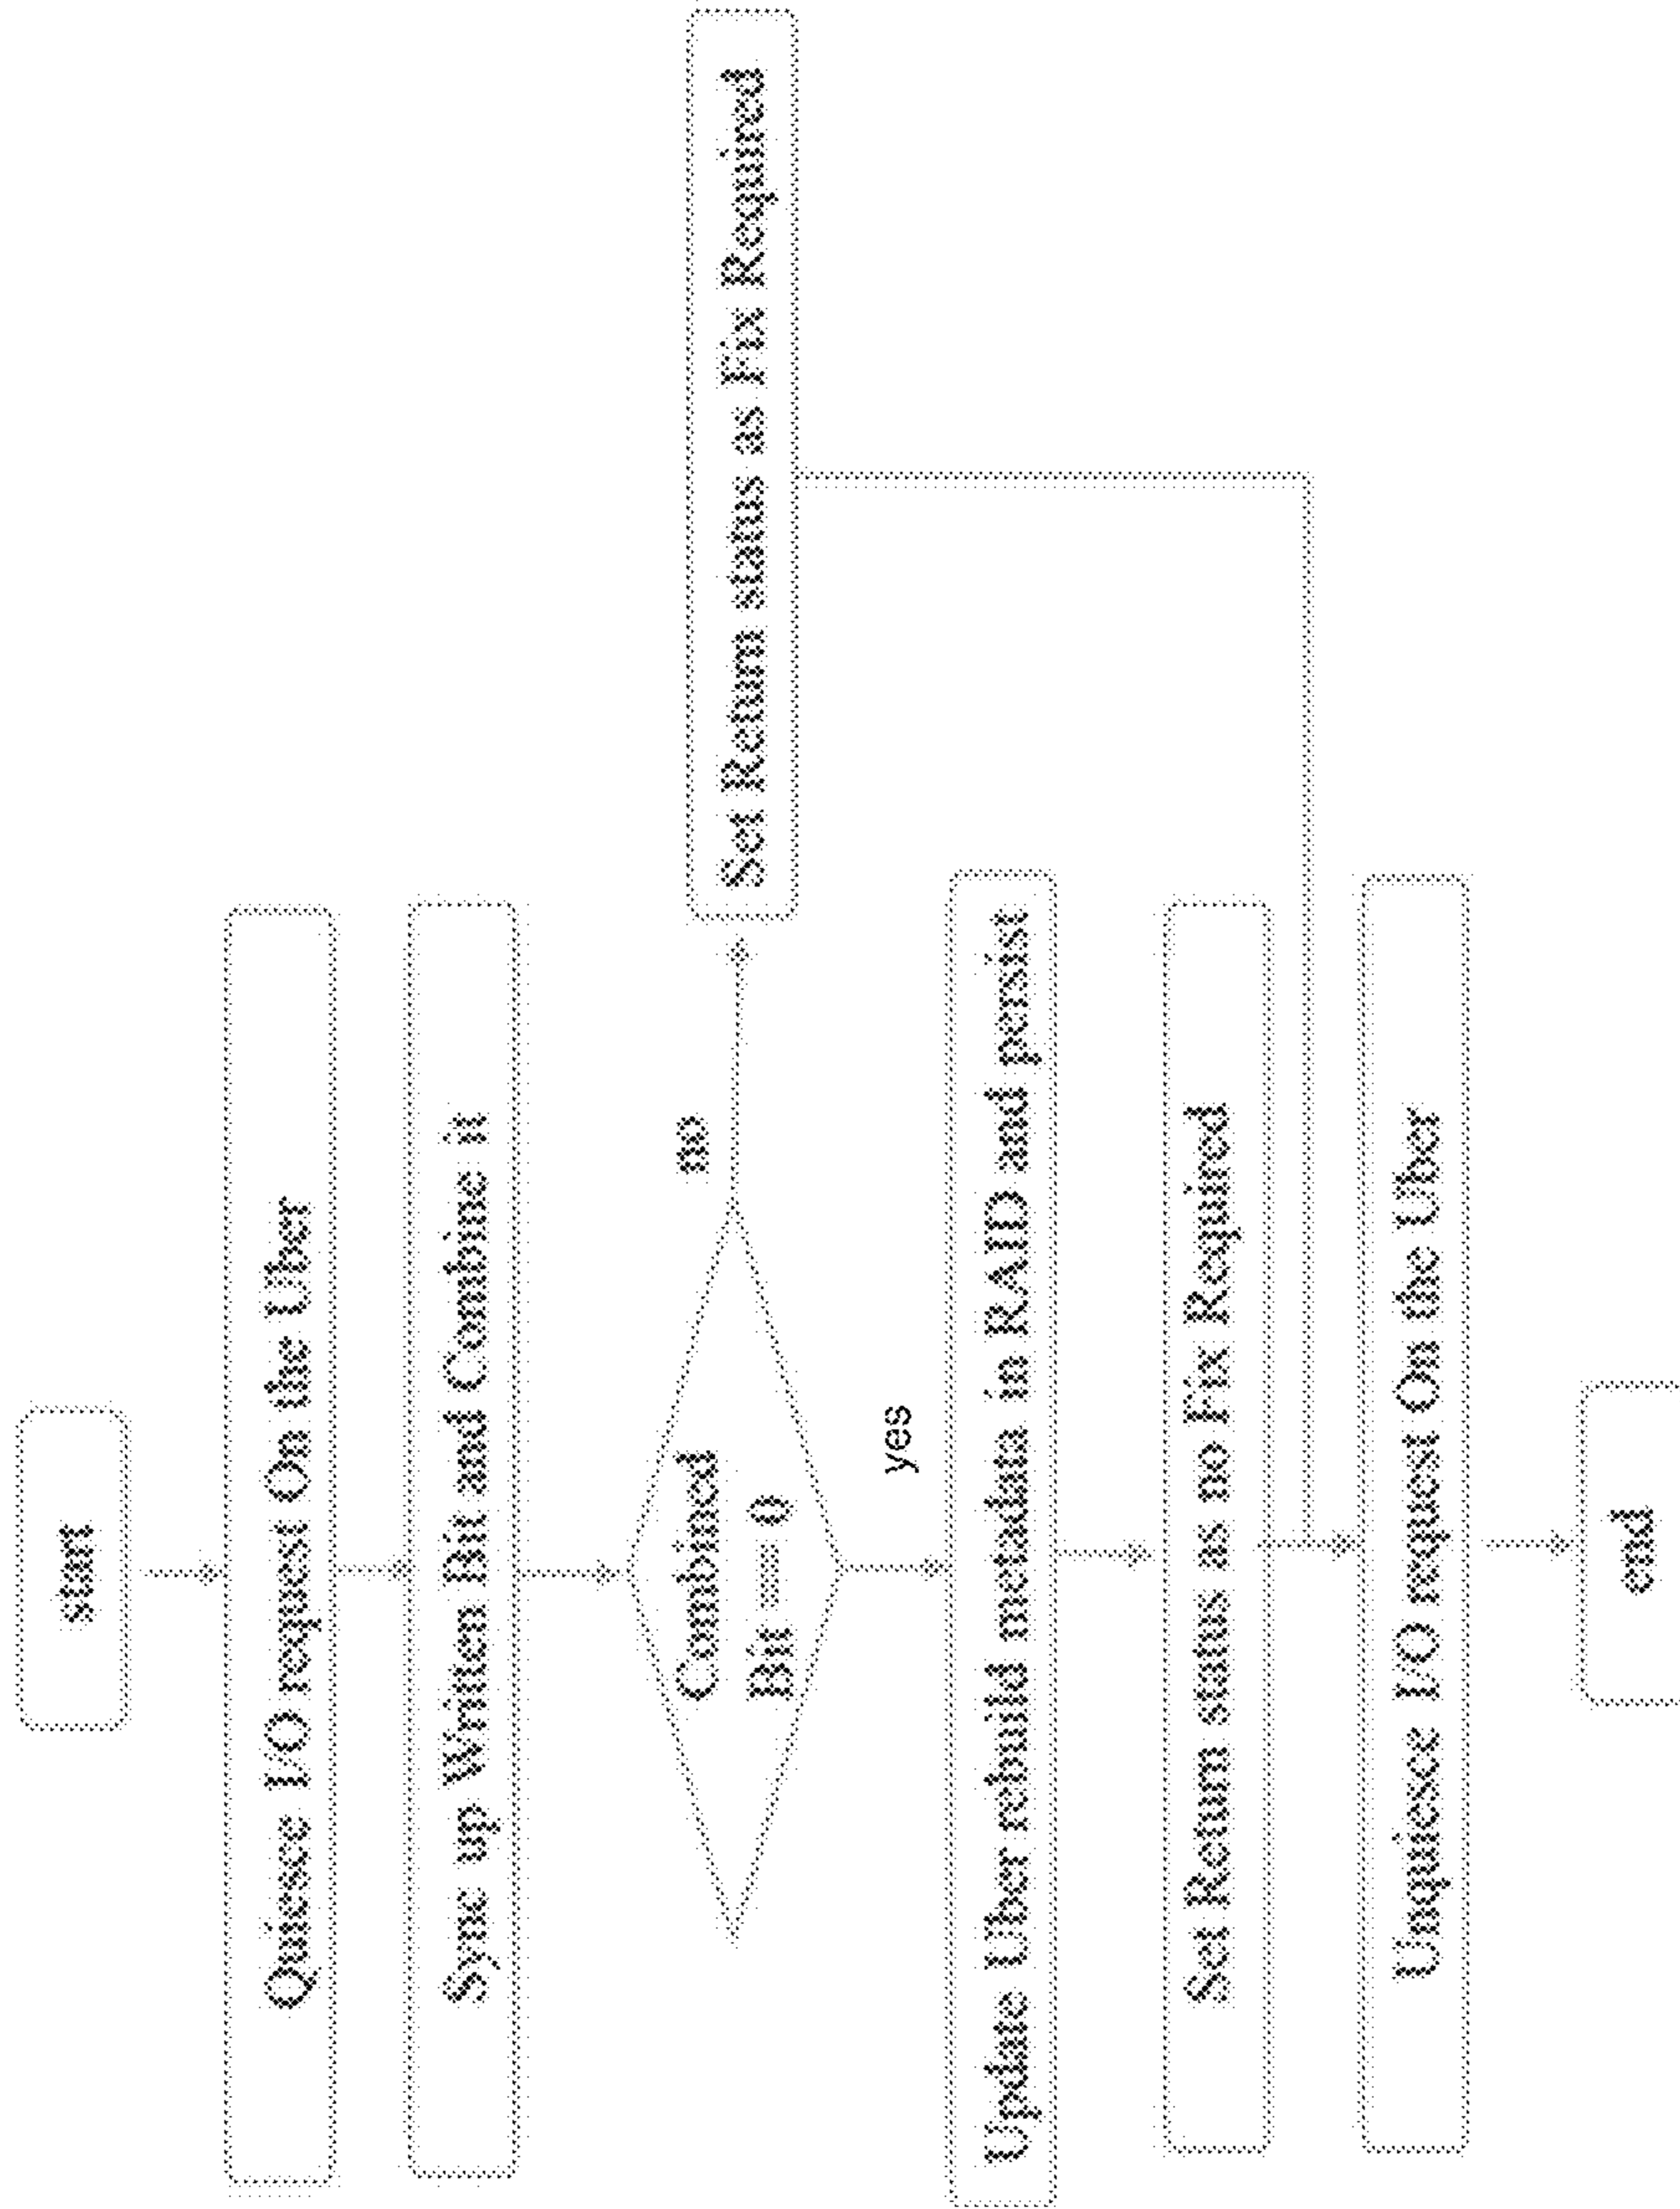 start
Quiesce I/O request On the Uber
Sync up Written Bit and Combine it
Combined
Bit == 0
no
Set Return status as Fix Required
yes
Update Uber rebuild metadata in RAID and persist
Set Return status as no Fix Required
Unquiesce I/O request On the Uber
end